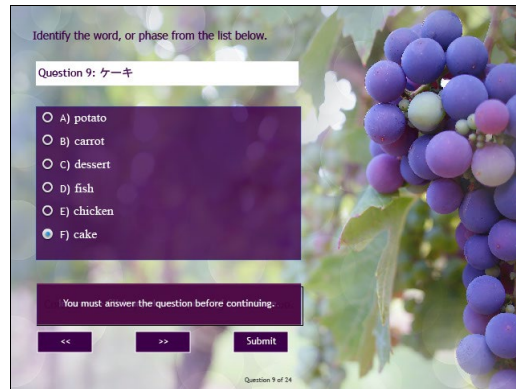 Identify the word, or phase from the list below.
Question 9: ケーキ
A) potato
B) carrot
C) dessert
D) fish
E) chicken
F) cake
You must answer the question before continuing.
<< >> Submit
Question 9 of 24